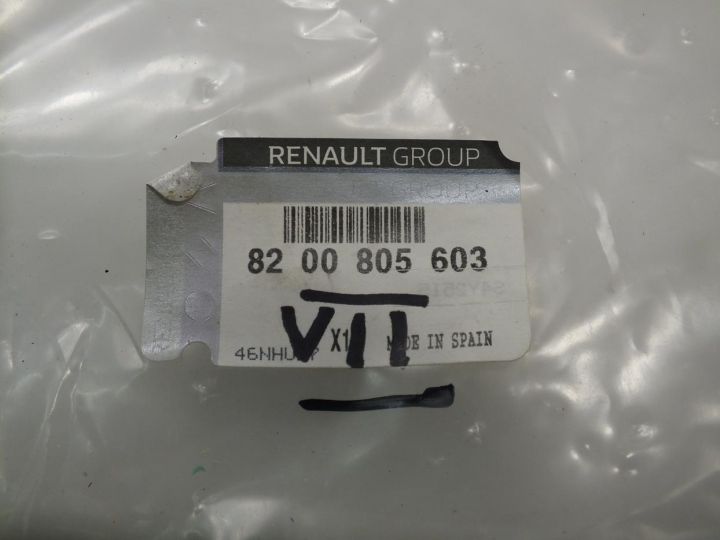 RENAULT GROUP
82 00 805 603
VII
X1 MADE IN SPAIN